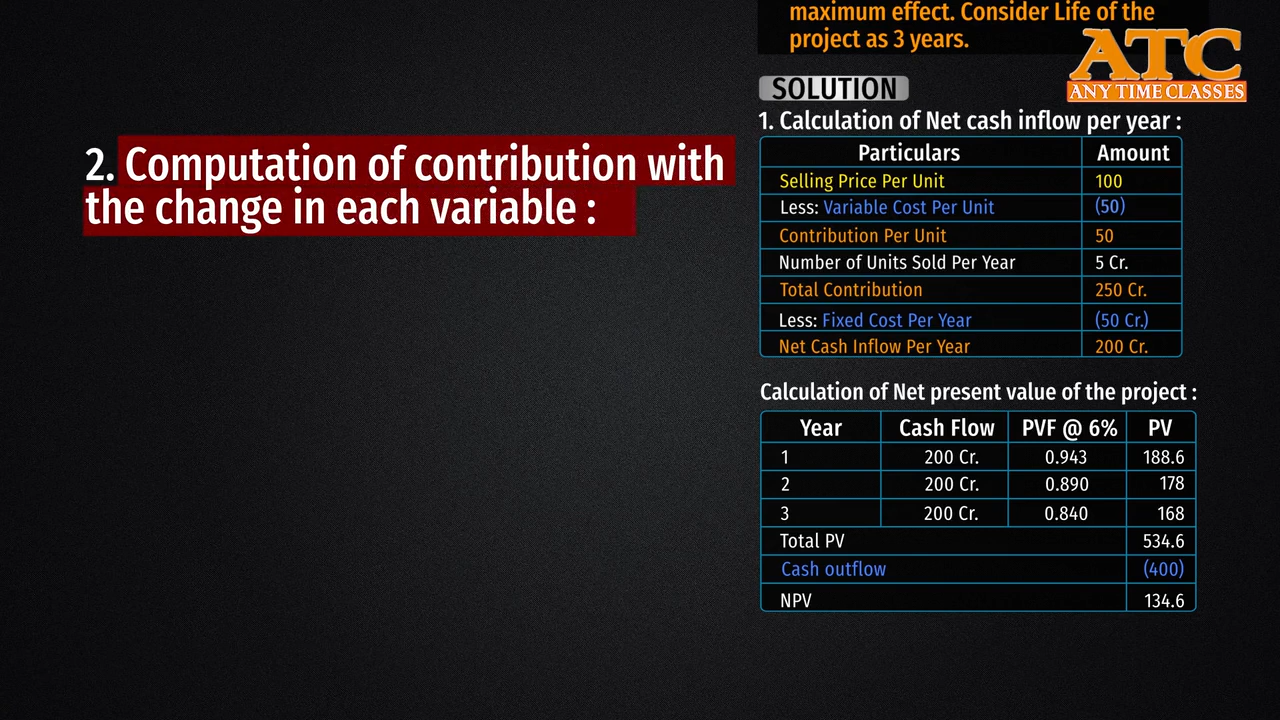 maximum effect. Consider Life of the
project as 3 years.
ATC
ANY TIME CLASSES
SOLUTION
1. Calculation of Net cash inflow per year :
Particulars Amount
Selling Price Per Unit 100
Less: Variable Cost Per Unit (50)
Contribution Per Unit 50
Number of Units Sold Per Year 5 Cr.
Total Contribution 250 Cr.
Less: Fixed Cost Per Year (50 Cr.)
Net Cash Inflow Per Year 200 Cr.
Calculation of Net present value of the project :
Year Cash Flow PVF @ 6% PV
1 200 Cr. 0.943 188.6
2 200 Cr. 0.890 178
3 200 Cr. 0.840 168
Total PV 534.6
Cash outflow (400)
NPV 134.6
2. Computation of contribution with
the change in each variable :